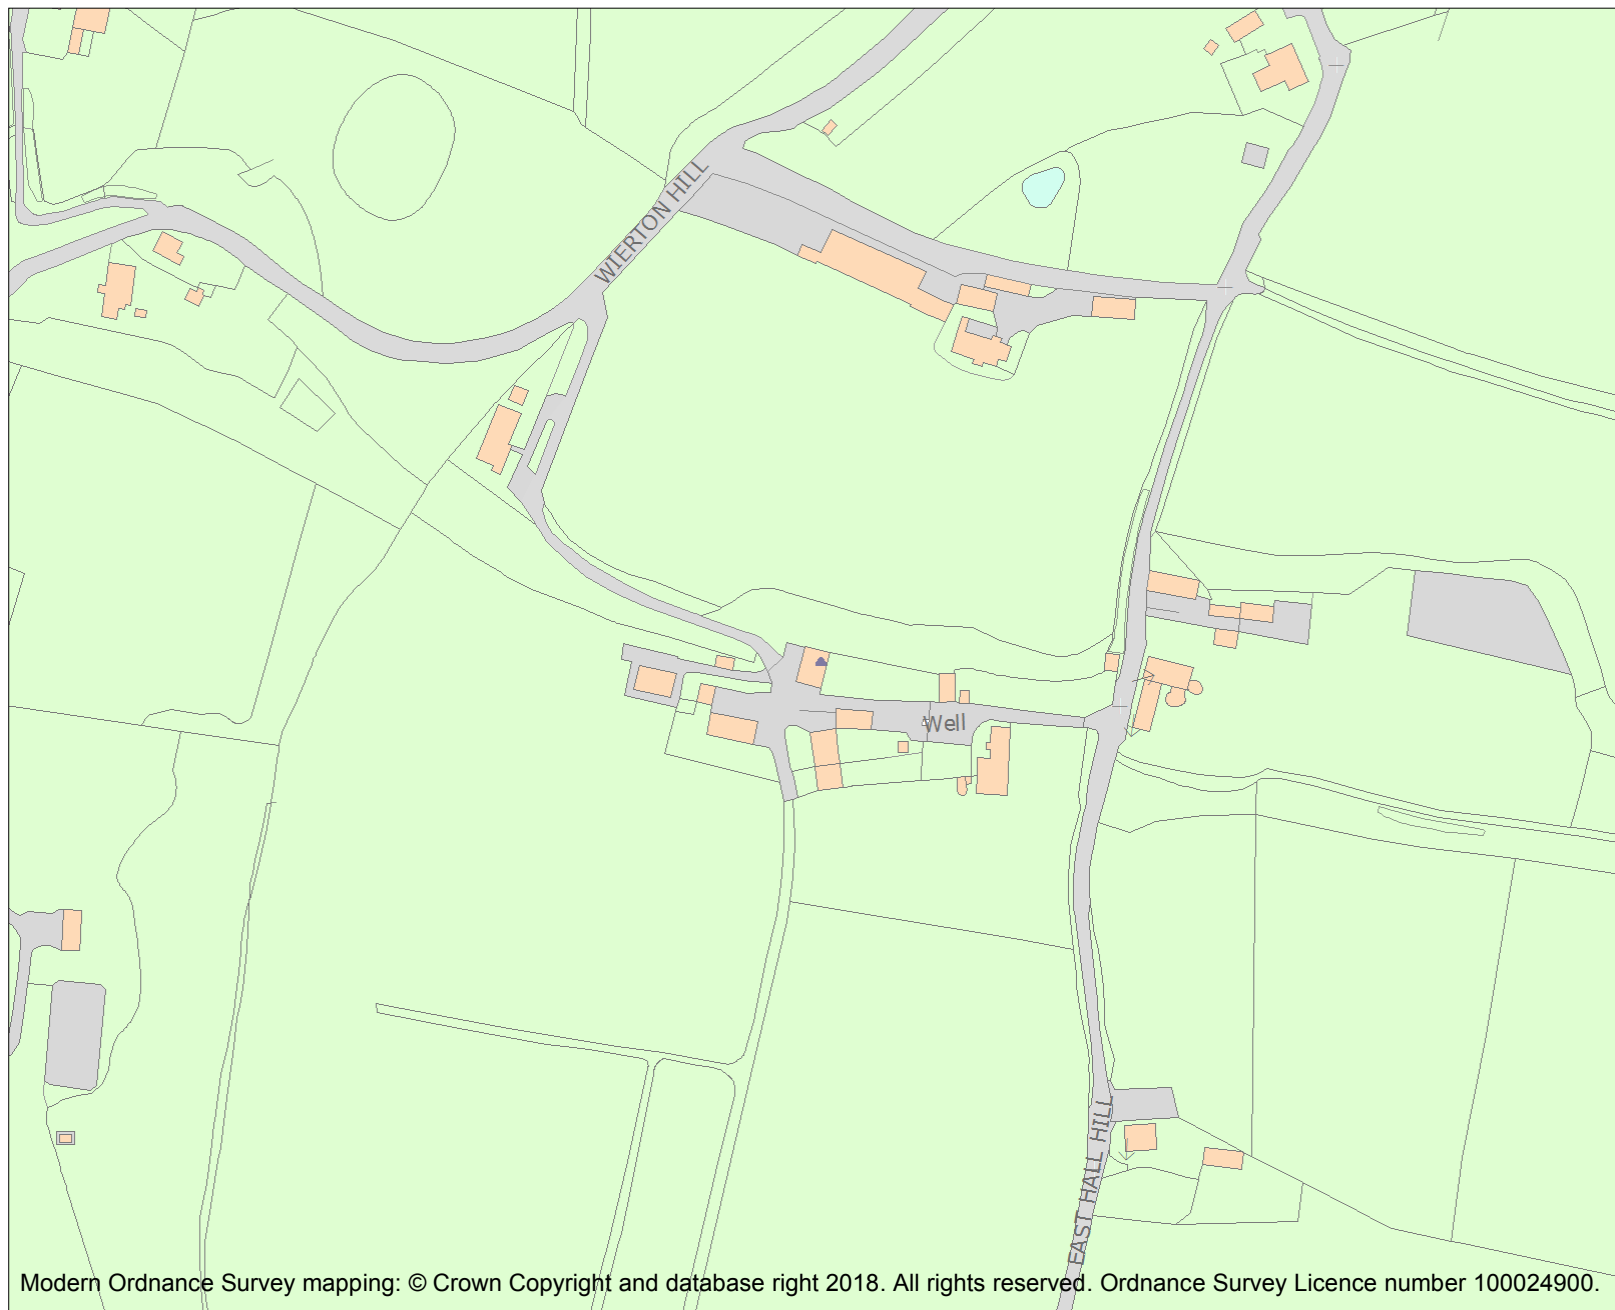 WIERTON HILL
Well
EAST HALL HILL
Modern Ordnance Survey mapping: © Crown Copyright and database right 2018. All rights reserved. Ordnance Survey Licence number 100024900.